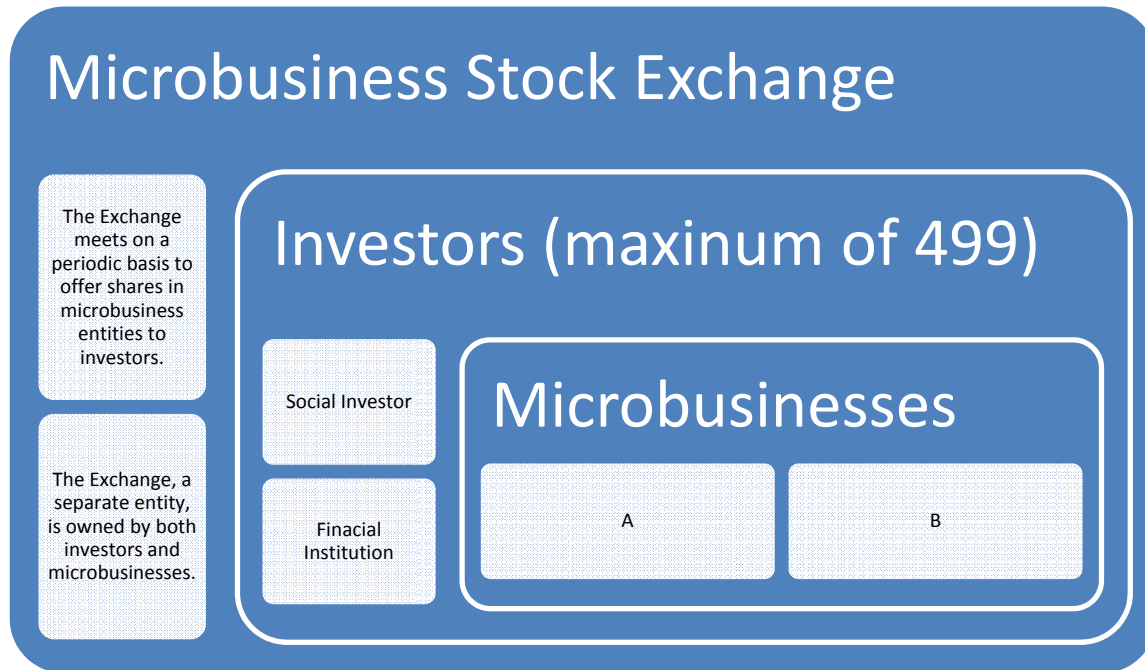 Microbusiness Stock Exchange
The Exchange
meets on a
periodic basis to
offer shares in
microbusiness
entities to
investors.
The Exchange, a
separate entity,
is owned by both
investors and
microbusinesses.
Investors (maxinum of 499)
Social Investor
Finacial
Institution
Microbusinesses
A
B